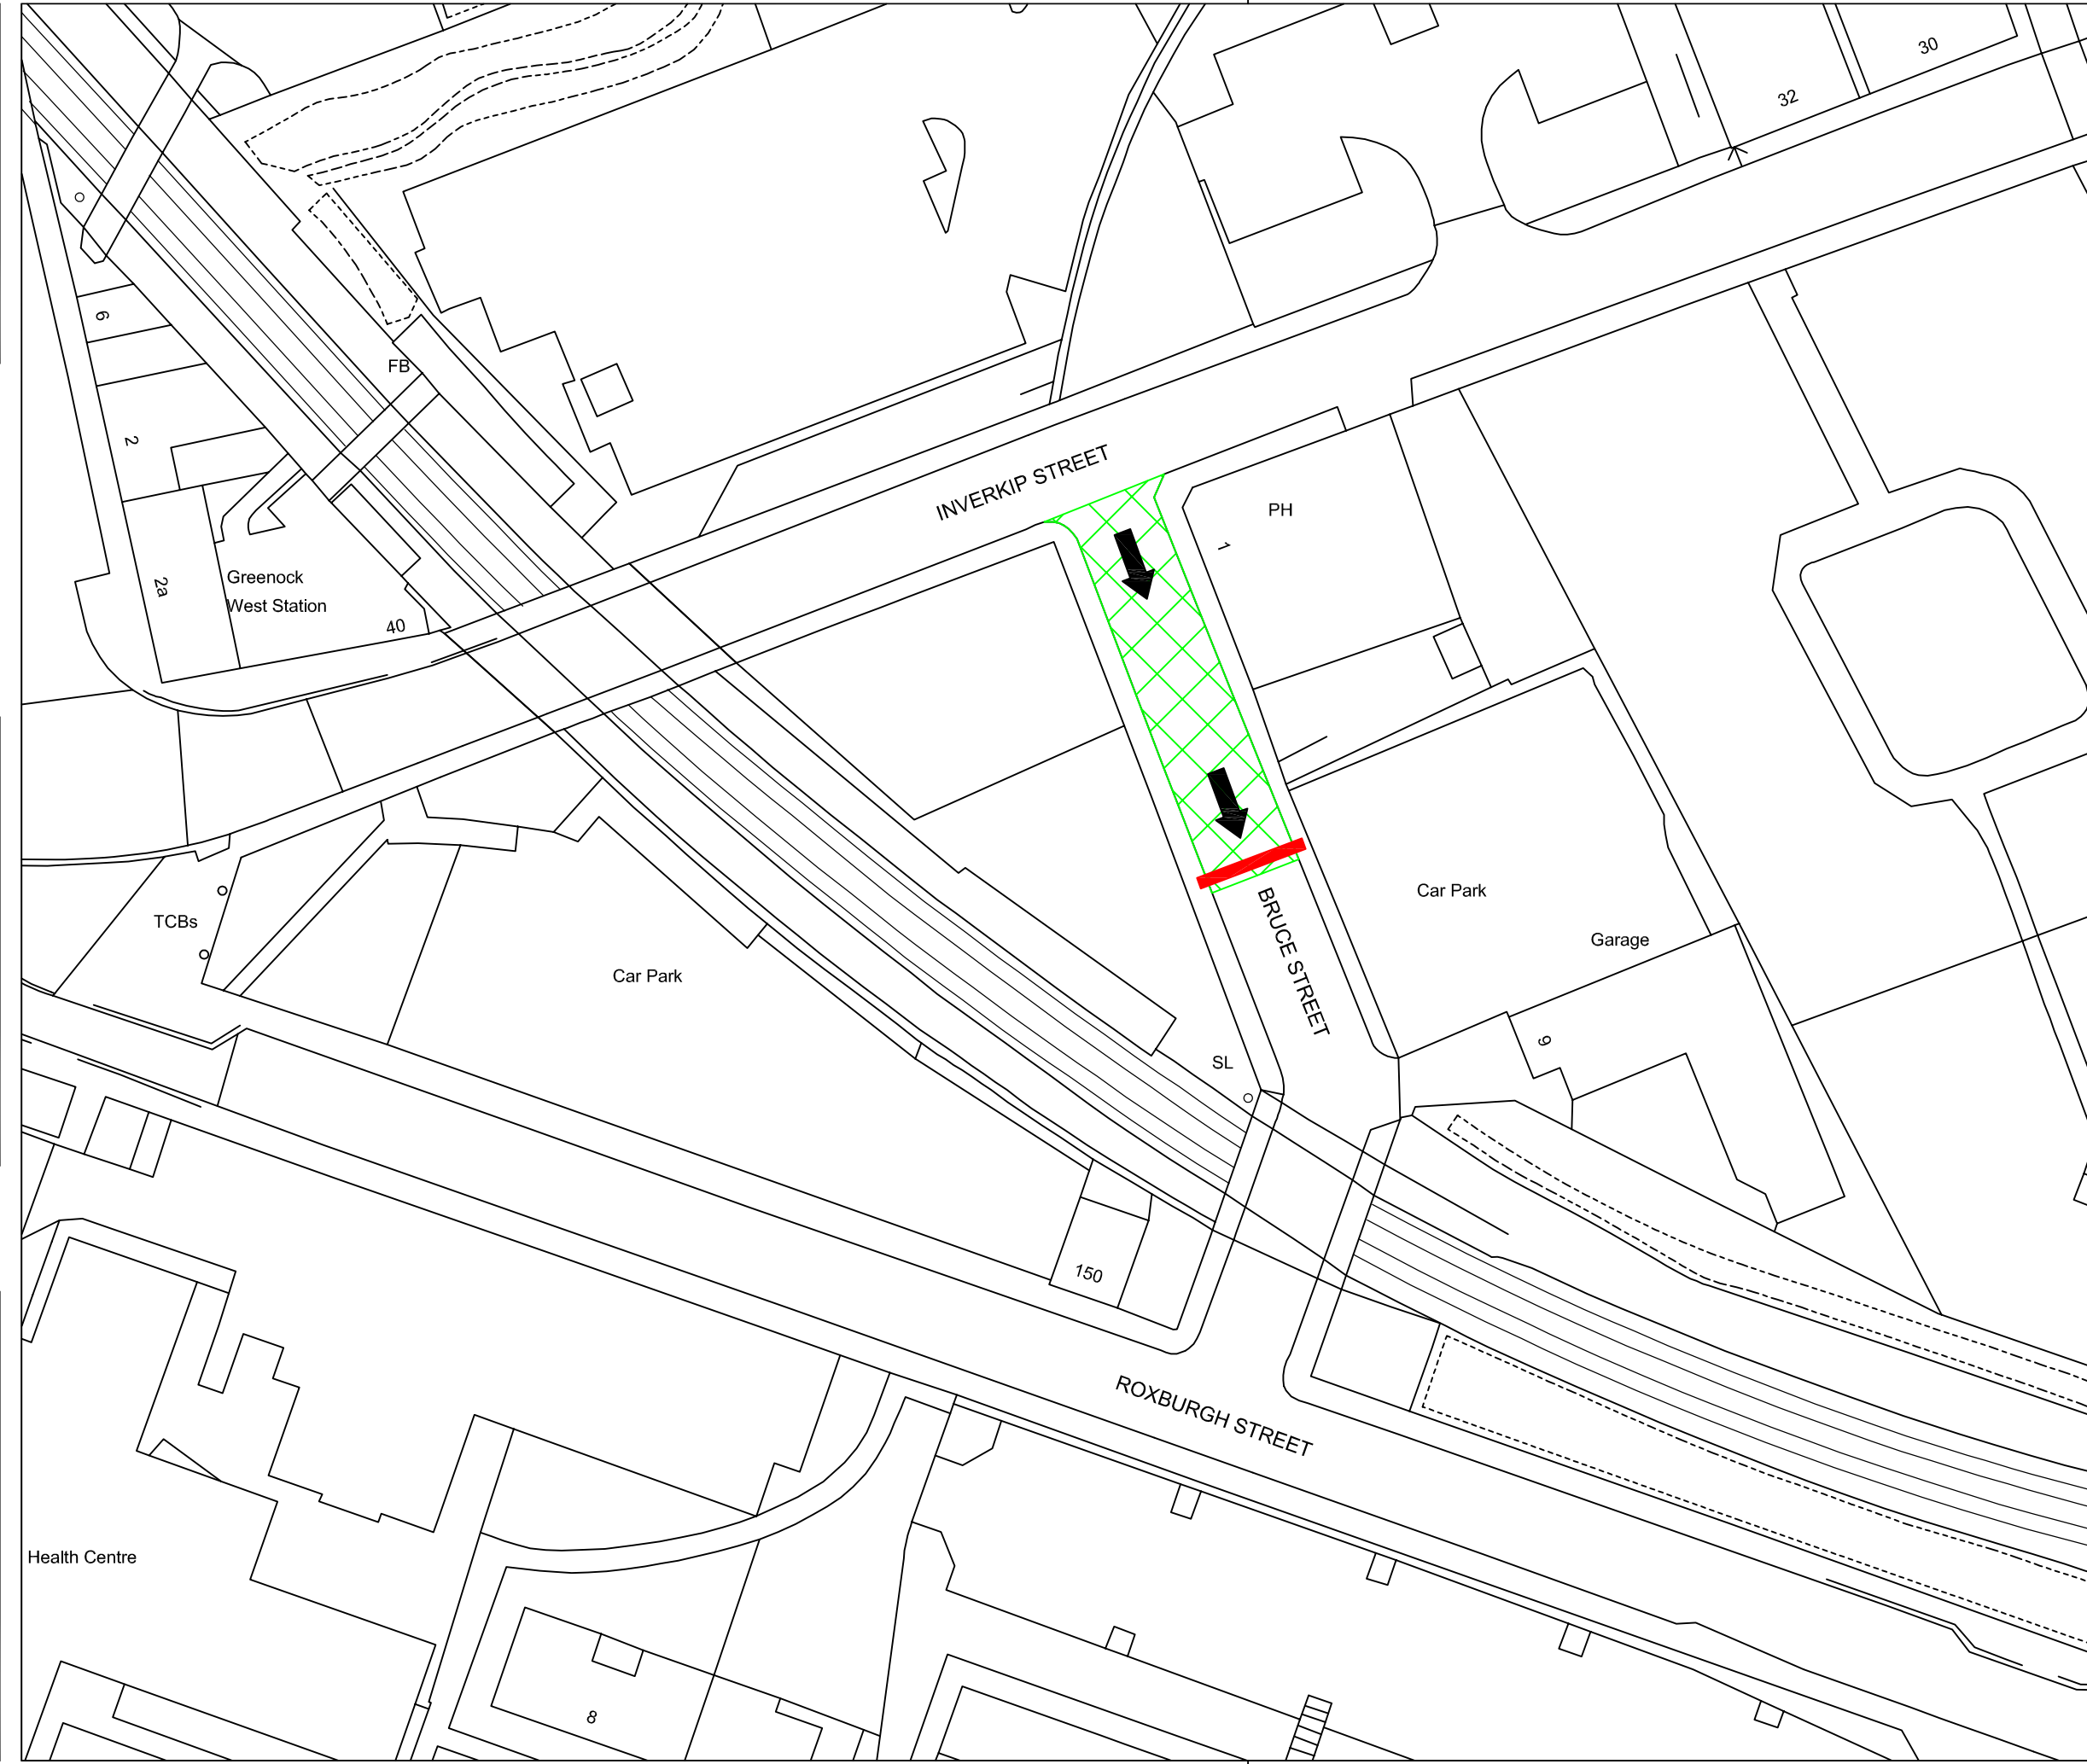 30
32
6
FB
2
INVERKIP STREET
PH
1
2a
Greenock
West Station
40
Car Park
TCBs
BRUCE STREET
Garage
Car Park
9
SL
150
ROXBURGH STREET
Health Centre
8